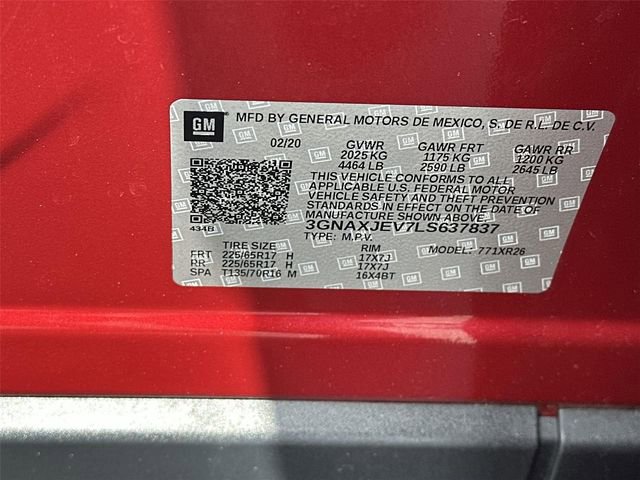 GM MFD BY GENERAL MOTORS DE MEXICO, S. DE R.L. DE C.V.
02/20 GVWR GAWR FRT GAWR RR
2025 KG 1175 KG 1200 KG
4464 LB 2590 LB 2645 LB
THIS VEHICLE CONFORMS TO ALL
APPLICABLE U.S. FEDERAL MOTOR
VEHICLE SAFETY AND THEFT PREVENTION
STANDARDS IN EFFECT ON THE DATE OF
MANUFACTURE SHOWN ABOVE
3GNAXJEV7LS637837
434B TYPE: M.P.V. MODEL: 771XR26
TIRE SIZE RIM
FRT 225/65R17 H 17X7J
RR 225/65R17 H 17X7J
SPA T135/70R16 M 16X4BT